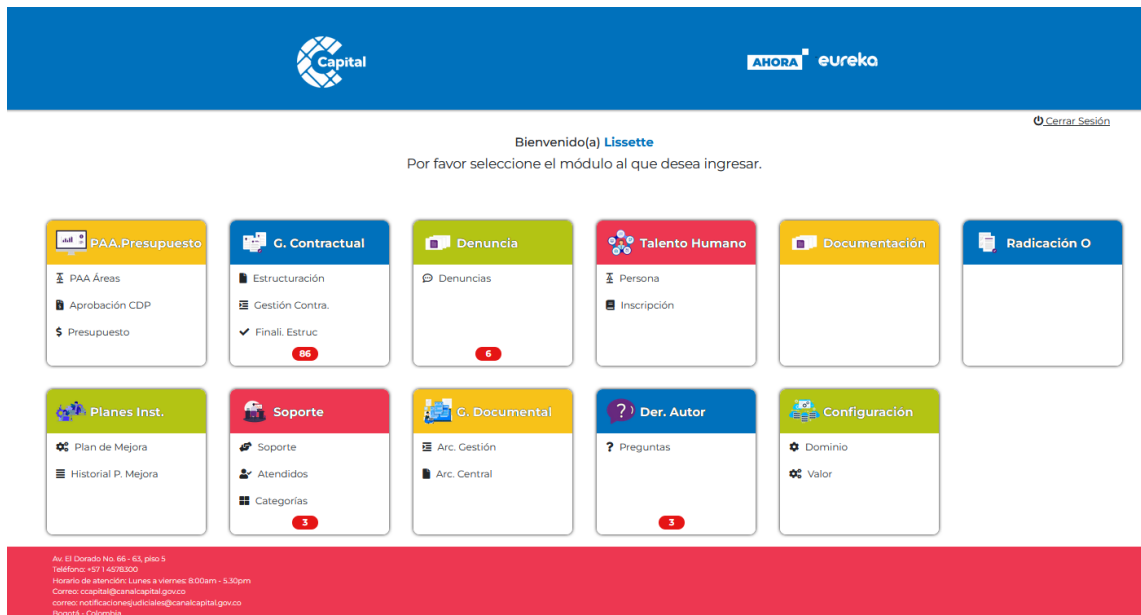 Capital
AHORA eureka
Cerrar Sesión
Bienvenido(a) Lissette
Por favor seleccione el módulo al que desea ingresar.
PAA.Presupuesto
PAA Áreas
Aprobación CDP
$ Presupuesto
G. Contractual
Estructuración
Gestión Contra.
Finali. Estruc
86
Denuncia
Denuncias
6
Talento Humano
Persona
Inscripción
Documentación
Radicación O
Planes Inst.
Plan de Mejora
Historial P. Mejora
Soporte
Soporte
Atendidos
Categorías
3
G. Documental
Arc. Gestión
Arc. Central
? Der. Autor
? Preguntas
3
Configuración
Dominio
Valor
Av. El Dorado No. 66 - 63, piso 5
Teléfono: +57 1 4578300
Horario de atención: Lunes a viernes: 8:00am - 5.30pm
Correo: ccapital@canalcapital.gov.co
correo: notificacionesjudiciales@canalcapital.gov.co
Bogotá - Colombia